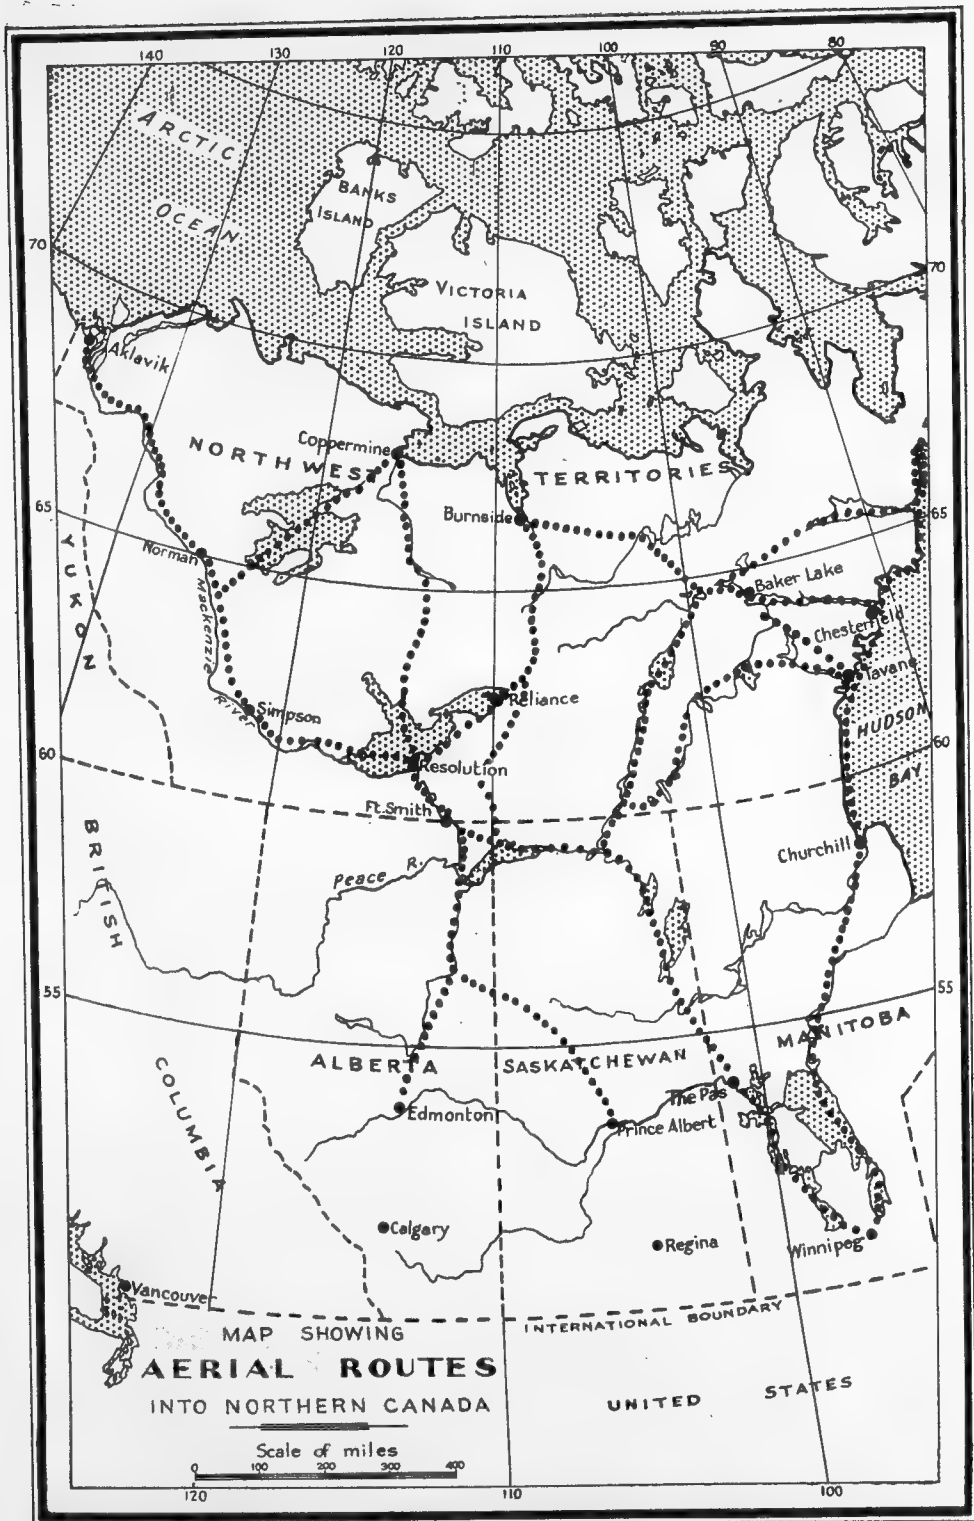 140 130 120 110 100 90 80
ARCTIC
OCEAN
BANKS
ISLAND
70
70
VICTORIA
ISLAND
Aklavik
Coppermine
NORTHWEST TERRITORIES
65
Burnside
65
Norman
YUKON
Mackenzie
River
Baker Lake
Chesterfield
Tavane
Simpson
Reliance
HUDSON
BAY
60
60
Resolution
Ft. Smith
Churchill
Peace R.
BRITISH
COLUMBIA
55
55
MANITOBA
ALBERTA
SASKATCHEWAN
The Pas
Edmonton
Prince Albert
Calgary
Regina
Winnipeg
Vancouver
INTERNATIONAL BOUNDARY
MAP SHOWING
AERIAL ROUTES
INTO NORTHERN CANADA
UNITED STATES
Scale of miles
0 100 200 300 400
120 110 100